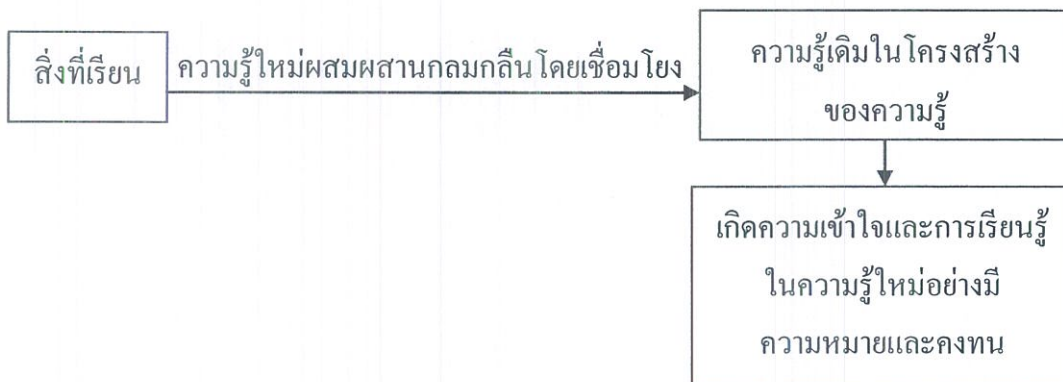 สิ่งที่เรียน
ความรู้ใหม่ผสมผสานกลมกลืน โดยเชื่อมโยง
ความรู้เดิมในโครงสร้าง
ของความรู้
เกิดความเข้าใจและการเรียนรู้
ในความรู้ใหม่อย่างมี
ความหมายและคงทน